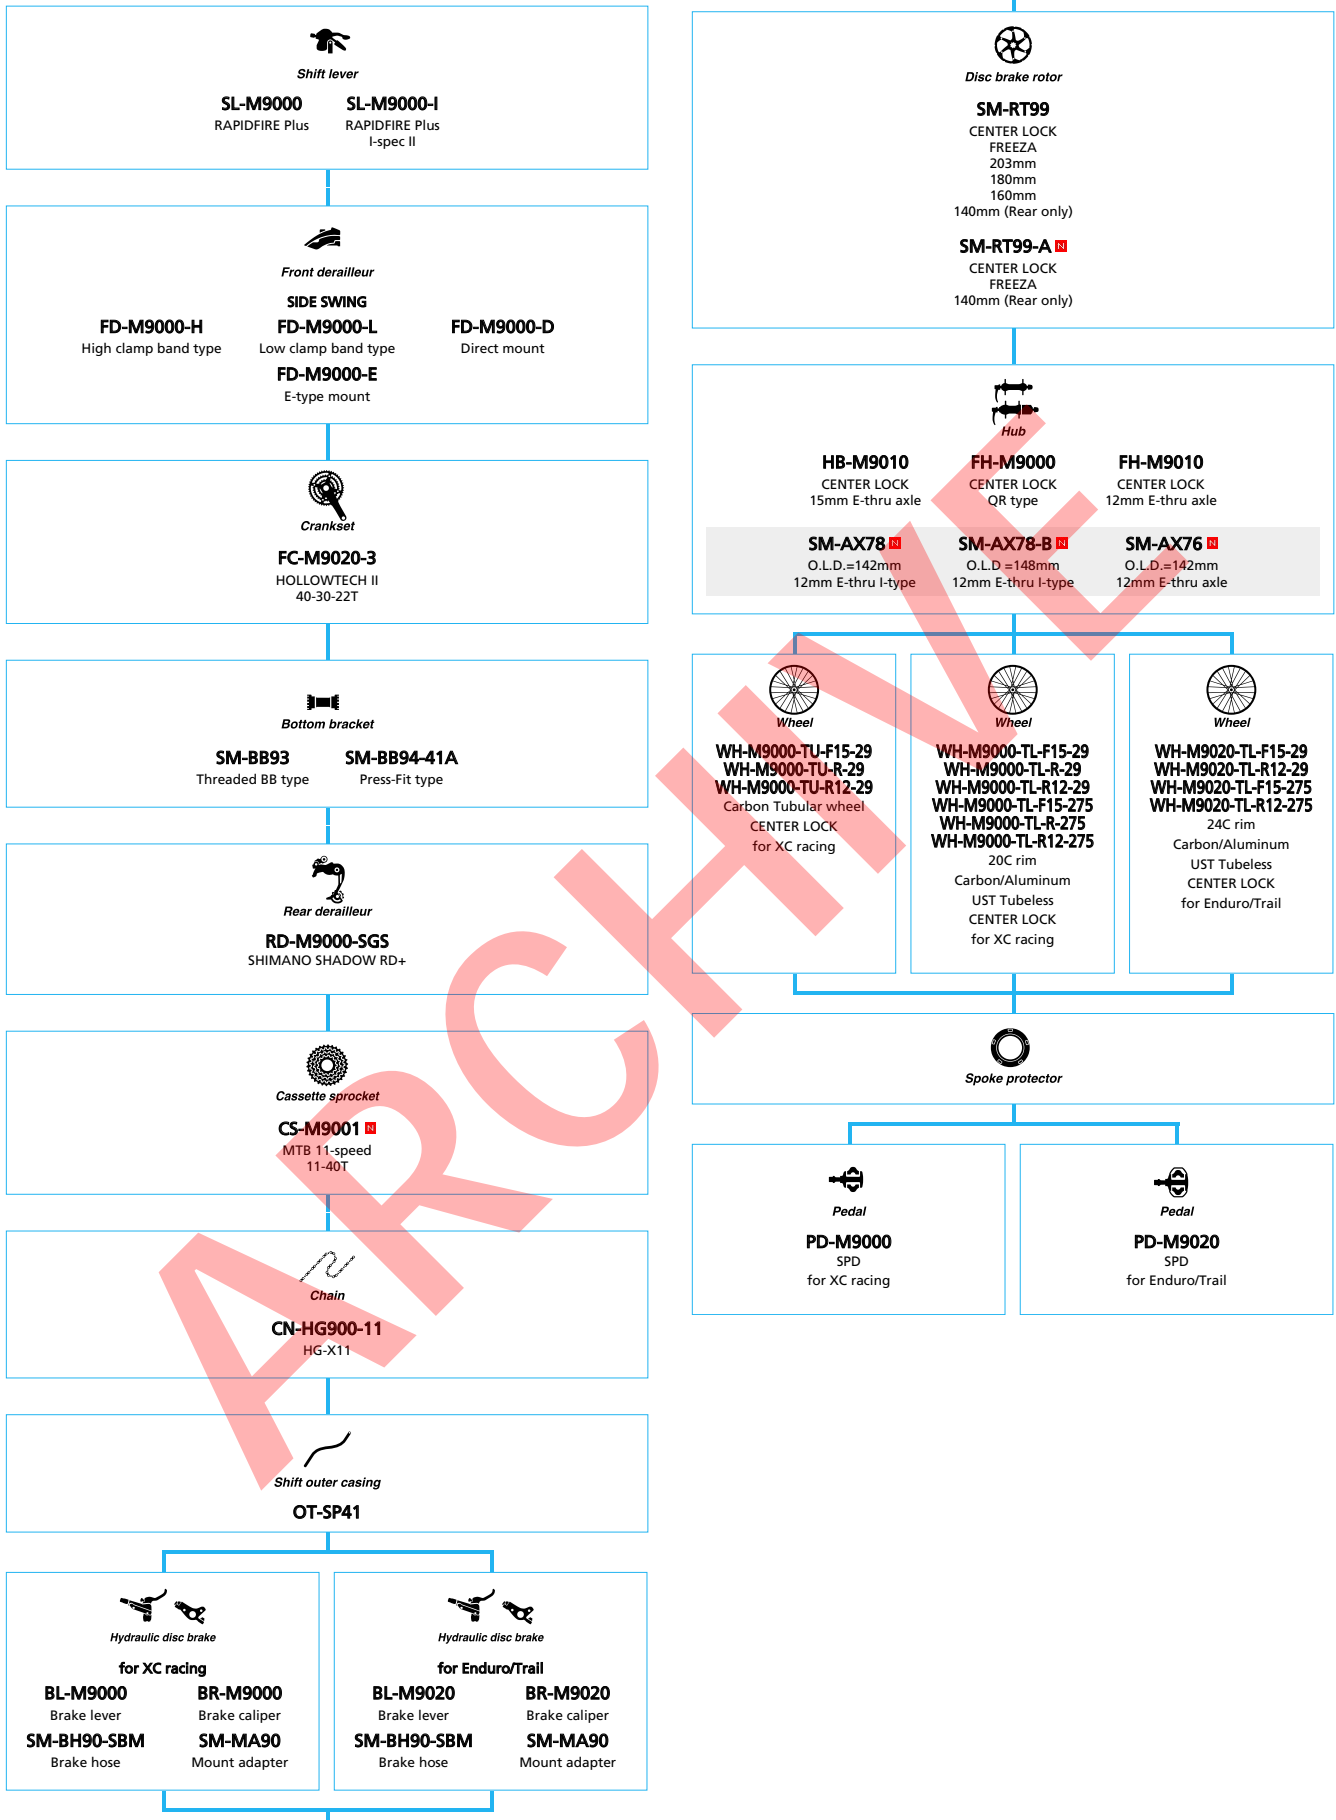 Shift lever
SL-M9000
RAPIDFIRE Plus
SL-M9000-I
RAPIDFIRE Plus
I-spec II
Front derailleur
SIDE SWING
FD-M9000-H
High clamp band type
FD-M9000-L
Low clamp band type
FD-M9000-D
Direct mount
FD-M9000-E
E-type mount
Crankset
FC-M9020-3
HOLLOWTECH II
40-30-22T
Bottom bracket
SM-BB93
Threaded BB type
SM-BB94-41A
Press-Fit type
Rear derailleur
RD-M9000-SGS
SHIMANO SHADOW RD+
Cassette sprocket
CS-M9001 N
MTB 11-speed
11-40T
Chain
CN-HG900-11
HG-X11
Shift outer casing
OT-SP41
Hydraulic disc brake
for XC racing
BL-M9000
Brake lever
BR-M9000
Brake caliper
SM-BH90-SBM
Brake hose
SM-MA90
Mount adapter
Hydraulic disc brake
for Enduro/Trail
BL-M9020
Brake lever
BR-M9020
Brake caliper
SM-BH90-SBM
Brake hose
SM-MA90
Mount adapter
Disc brake rotor
SM-RT99
CENTER LOCK
FREEZA
203mm
180mm
160mm
140mm (Rear only)
SM-RT99-A N
CENTER LOCK
FREEZA
140mm (Rear only)
Hub
HB-M9010
CENTER LOCK
15mm E-thru axle
FH-M9000
CENTER LOCK
QR type
FH-M9010
CENTER LOCK
12mm E-thru axle
SM-AX78 N
O.L.D.=142mm
12mm E-thru I-type
SM-AX78-B N
O.L.D.=148mm
12mm E-thru I-type
SM-AX76 N
O.L.D.=142mm
12mm E-thru axle
Wheel
WH-M9000-TU-F15-29
WH-M9000-TU-R-29
WH-M9000-TU-R12-29
Carbon Tubular wheel
CENTER LOCK
for XC racing
Wheel
WH-M9000-TL-F15-29
WH-M9000-TL-R-29
WH-M9000-TL-R12-29
WH-M9000-TL-F15-275
WH-M9000-TL-R-275
WH-M9000-TL-R12-275
20C rim
Carbon/Aluminum
UST Tubeless
CENTER LOCK
for XC racing
Wheel
WH-M9020-TL-F15-29
WH-M9020-TL-R12-29
WH-M9020-TL-F15-275
WH-M9020-TL-R12-275
24C rim
Carbon/Aluminum
UST Tubeless
CENTER LOCK
for Enduro/Trail
Spoke protector
Pedal
PD-M9000
SPD
for XC racing
Pedal
PD-M9020
SPD
for Enduro/Trail
ARCHIVE